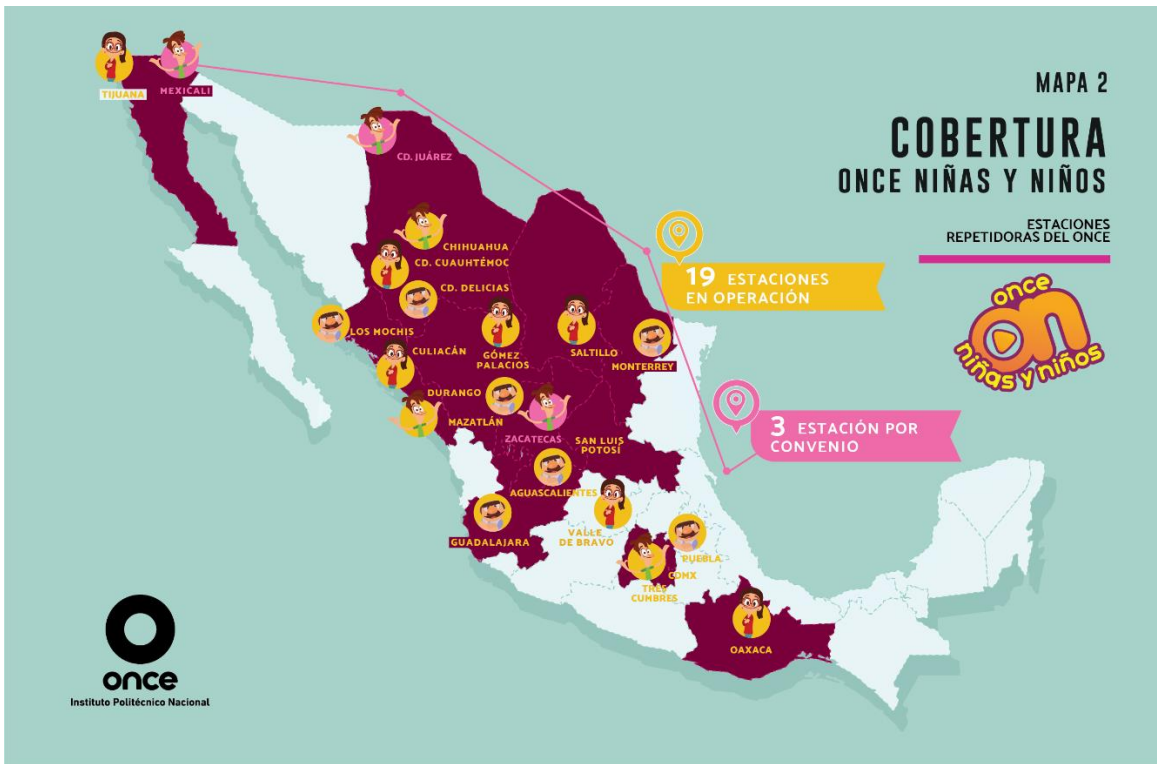 MAPA 2
COBERTURA
ONCE NIÑAS Y NIÑOS
ESTACIONES
REPETIDORAS DEL ONCE
once
on
niñas y niños
19 ESTACIONES
EN OPERACIÓN
3 ESTACIÓN POR
CONVENIO
TIJUANA
MEXICALI
CD. JUÁREZ
CHIHUAHUA
CD. CUAUHTÉMOC
CD. DELICIAS
LOS MOCHIS
CULIACÁN
GÓMEZ
PALACIOS
SALTILLO
MONTERREY
DURANGO
MAZATLÁN
ZACATECAS
SAN LUIS
POTOSÍ
AGUASCALIENTES
GUADALAJARA
VALLE
DE BRAVO
PUEBLA
CDMX
TRES
CUMBRES
OAXACA
once
Instituto Politécnico Nacional